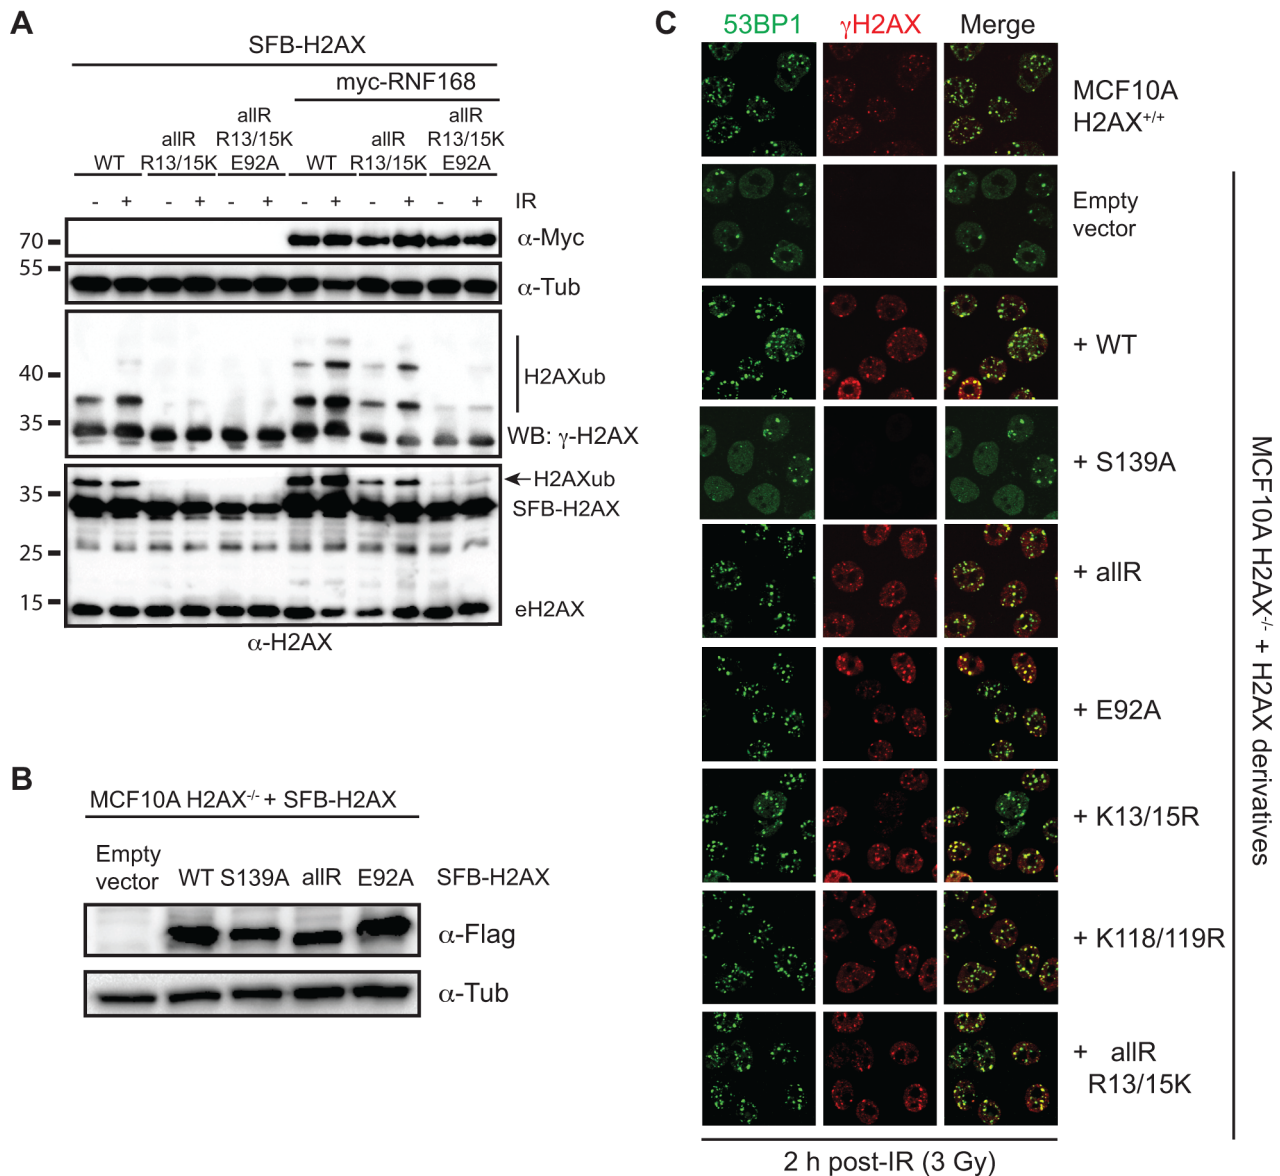 A
SFB-H2AX
myc-RNF168
allR
allR
allR R13/15K
allR R13/15K
WT R13/15K E92A WT R13/15K E92A
- + - + - + - + - + - + IR
70
α-Myc
55
α-Tub
40
H2AXub
35
WB: γ-H2AX
35
H2AXub
SFB-H2AX
25
15
eH2AX
α-H2AX
B
MCF10A H2AX-/- + SFB-H2AX
Empty
vector WT S139A allR E92A SFB-H2AX
α-Flag
α-Tub
C
53BP1 γH2AX Merge
MCF10A
H2AX+/+
Empty
vector
+ WT
+ S139A
+ allR
+ E92A
+ K13/15R
+ K118/119R
+ allR
R13/15K
MCF10A H2AX-/- + H2AX derivatives
2 h post-IR (3 Gy)